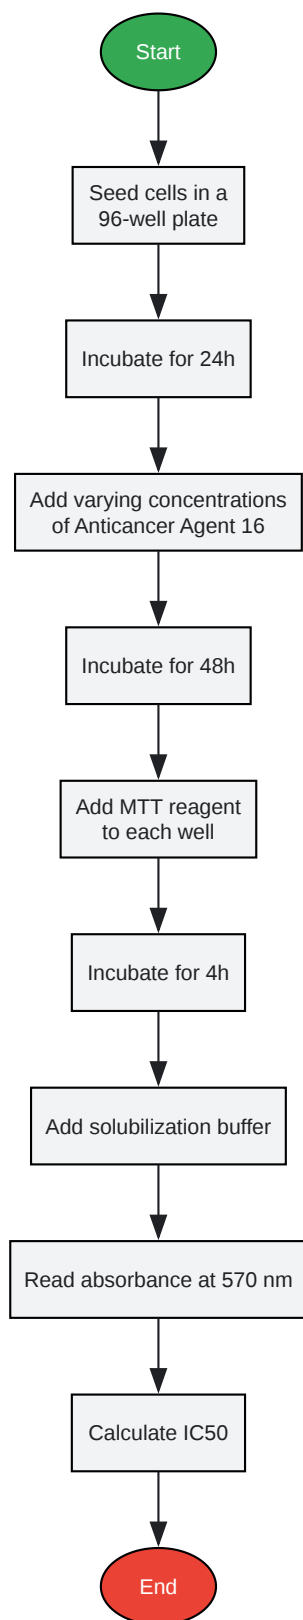 Start
Seed cells in a
96-well plate
Incubate for 24h
Add varying concentrations
of Anticancer Agent 16
Incubate for 48h
Add MTT reagent
to each well
Incubate for 4h
Add solubilization buffer
Read absorbance at 570 nm
Calculate IC50
End